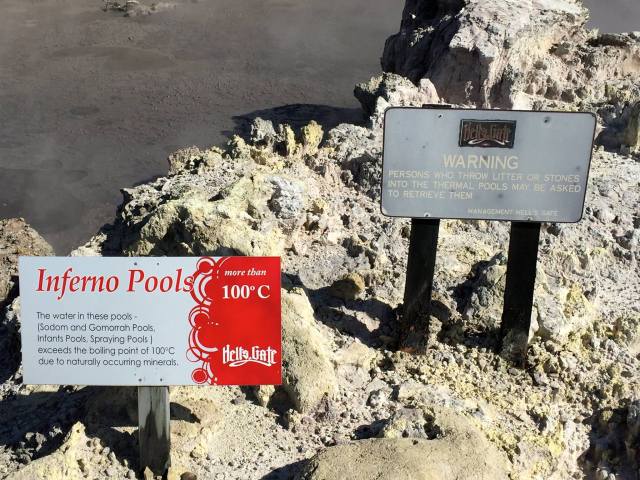 Inferno Pools
more than
100°C
The water in these pools -
(Sodom and Gomorrah Pools,
Infants Pools, Spraying Pools )
exceeds the boiling point of 100°C
due to naturally occurring minerals.
Hells Gate
Hells Gate
WARNING
PERSONS WHO THROW LITTER OR STONES
INTO THE THERMAL POOLS MAY BE ASKED
TO RETRIEVE THEM
MANAGEMENT HELL'S GATE